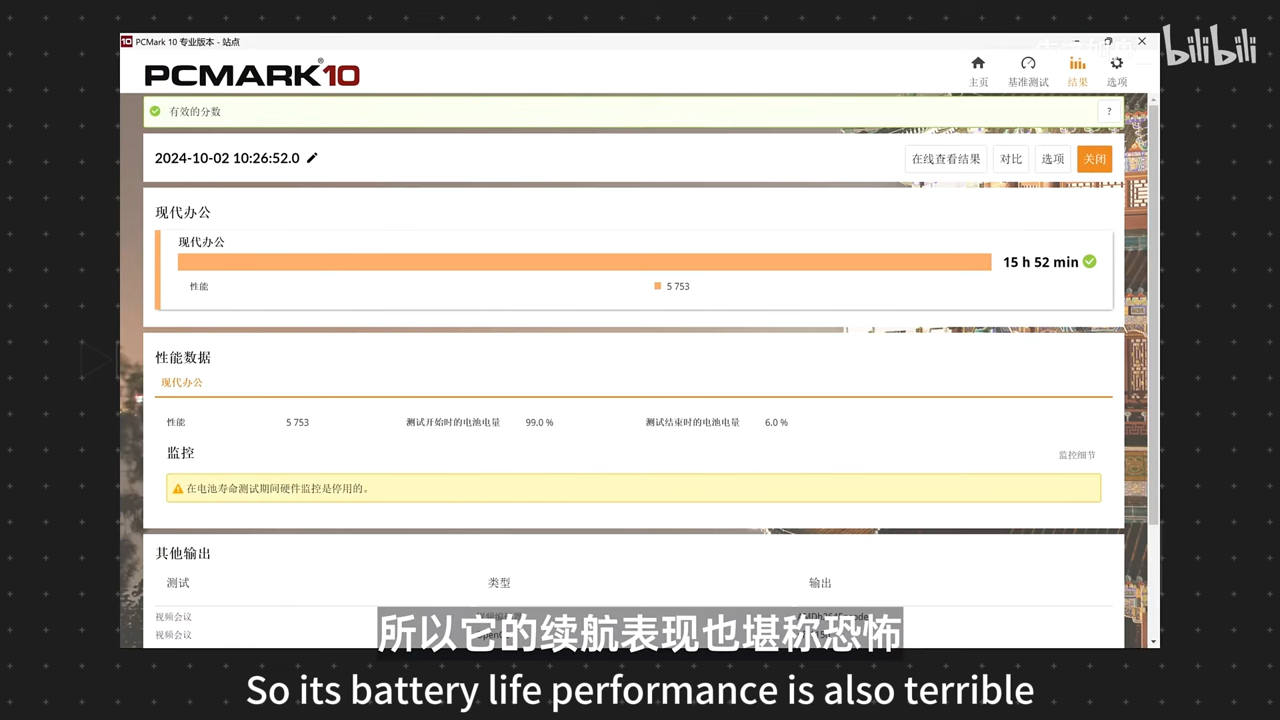 10 PCMark 10 专业版本 - 站点
bilibili
PCMARK®10
主页 基准测试 结果 选项
有效的分数 ?
2024-10-02 10:26:52.0 在线查看结果 对比 选项 关闭
现代办公
现代办公
15 h 52 min
性能 5 753
性能数据
现代办公
性能 5 753 测试开始时的电池电量 99.0 % 测试结束时的电池电量 6.0 %
监控 监控细节
在电池寿命测试期间硬件监控是停用的。
其他输出
测试 类型 输出
视频会议
视频会议
所以它的续航表现也堪称恐怖
So its battery life performance is also terrible